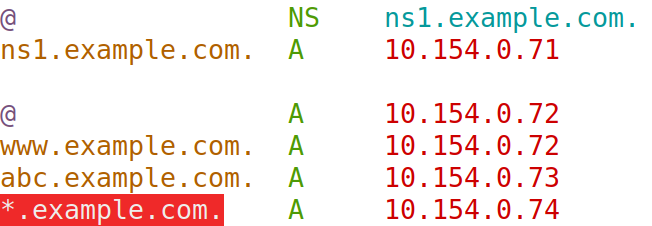 @ NS ns1.example.com.
ns1.example.com. A 10.154.0.71
@ A 10.154.0.72
www.example.com. A 10.154.0.72
abc.example.com. A 10.154.0.73
*.example.com. A 10.154.0.74